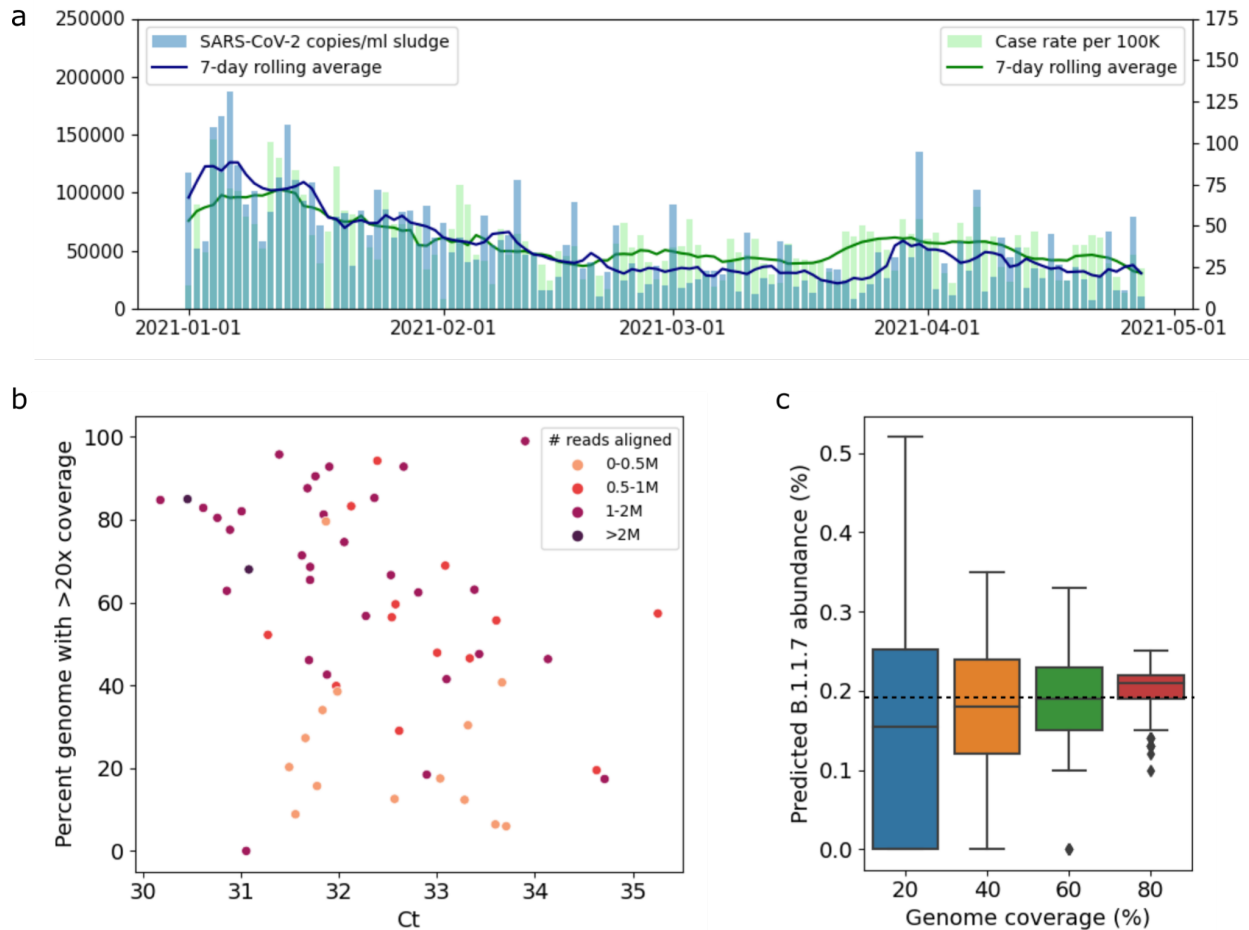 a
250000
200000
150000
100000
50000
0
SARS-CoV-2 copies/ml sludge
7-day rolling average
Case rate per 100K
7-day rolling average
175
150
125
100
75
50
25
0
2021-01-01
2021-02-01
2021-03-01
2021-04-01
2021-05-01
b
Percent genome with >20x coverage
100
80
60
40
20
0
# reads aligned
0-0.5M
0.5-1M
1-2M
>2M
30
31
32
33
34
35
Ct
c
Predicted B.1.1.7 abundance (%)
0.5
0.4
0.3
0.2
0.1
0.0
20
40
60
80
Genome coverage (%)